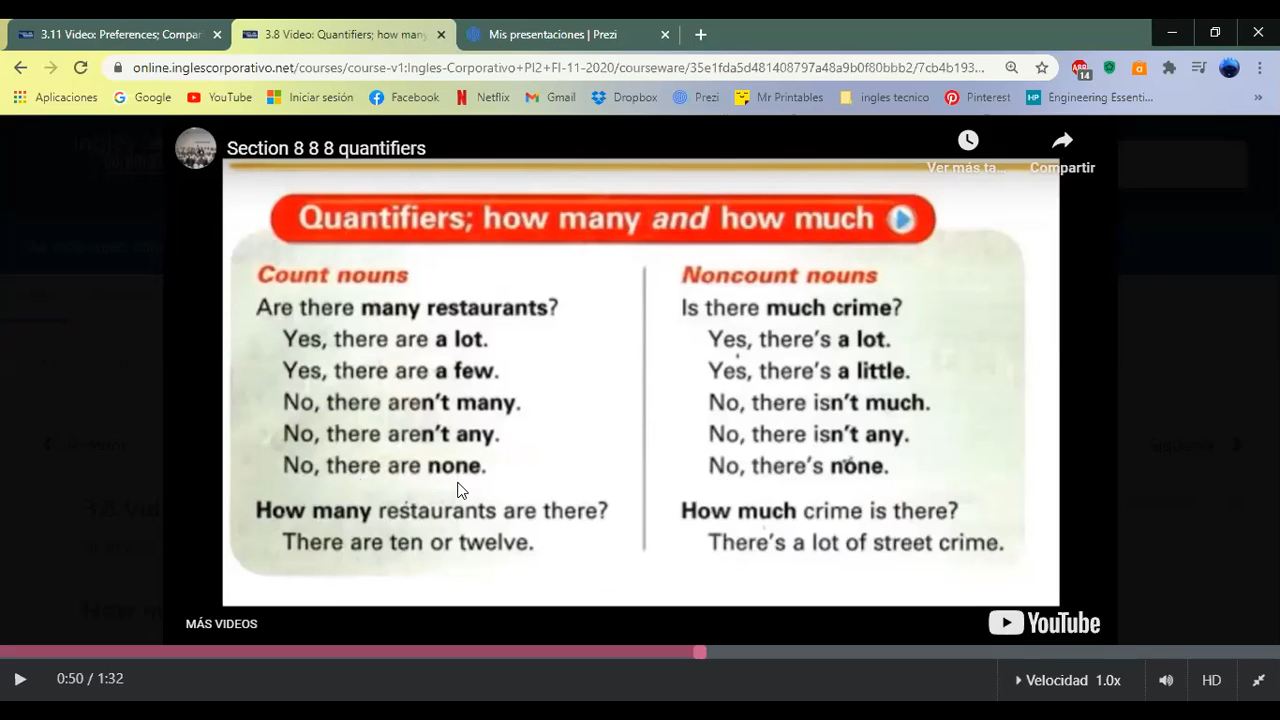 3.11 Video: Preferences; Compar
3.8 Video: Quantifiers; how many
Mis presentaciones | Prezi
online.inglescorporativo.net/courses/course-v1:Ingles-Corporativo+PI2+FI-11-2020/courseware/35e1fda5d481408797a48a9b0f80bbb2/7cb4b193...
14
Aplicaciones
Google
YouTube
Iniciar sesión
Facebook
Netflix
Gmail
Dropbox
Prezi
Mr Printables
ingles tecnico
Pinterest
HP
Engineering Essenti...
»
Section 8 8 8 quantifiers
Ver más ta...
Compartir
Quantifiers; how many and how much
Count nouns
Are there many restaurants?
Yes, there are a lot.
Yes, there are a few.
No, there aren't many.
No, there aren't any.
No, there are none.
How many restaurants are there?
There are ten or twelve.
Noncount nouns
Is there much crime?
Yes, there's a lot.
Yes, there's a little.
No, there isn't much.
No, there isn't any.
No, there's none.
How much crime is there?
There's a lot of street crime.
MÁS VIDEOS
YouTube
0:50 / 1:32
Velocidad 1.0x
HD